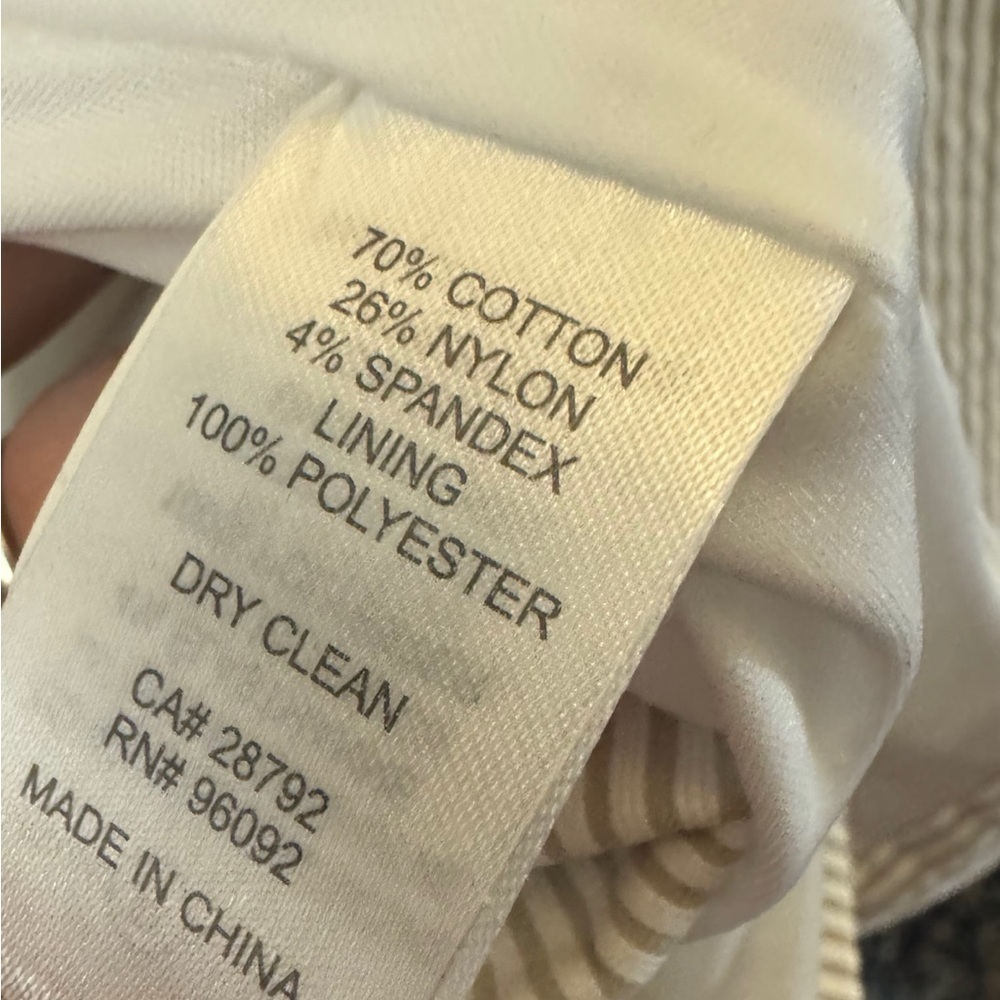 70% COTTON
26% NYLON
4% SPANDEX
LINING
100% POLYESTER
DRY CLEAN
CA# 28792
RN# 96092
MADE IN CHINA